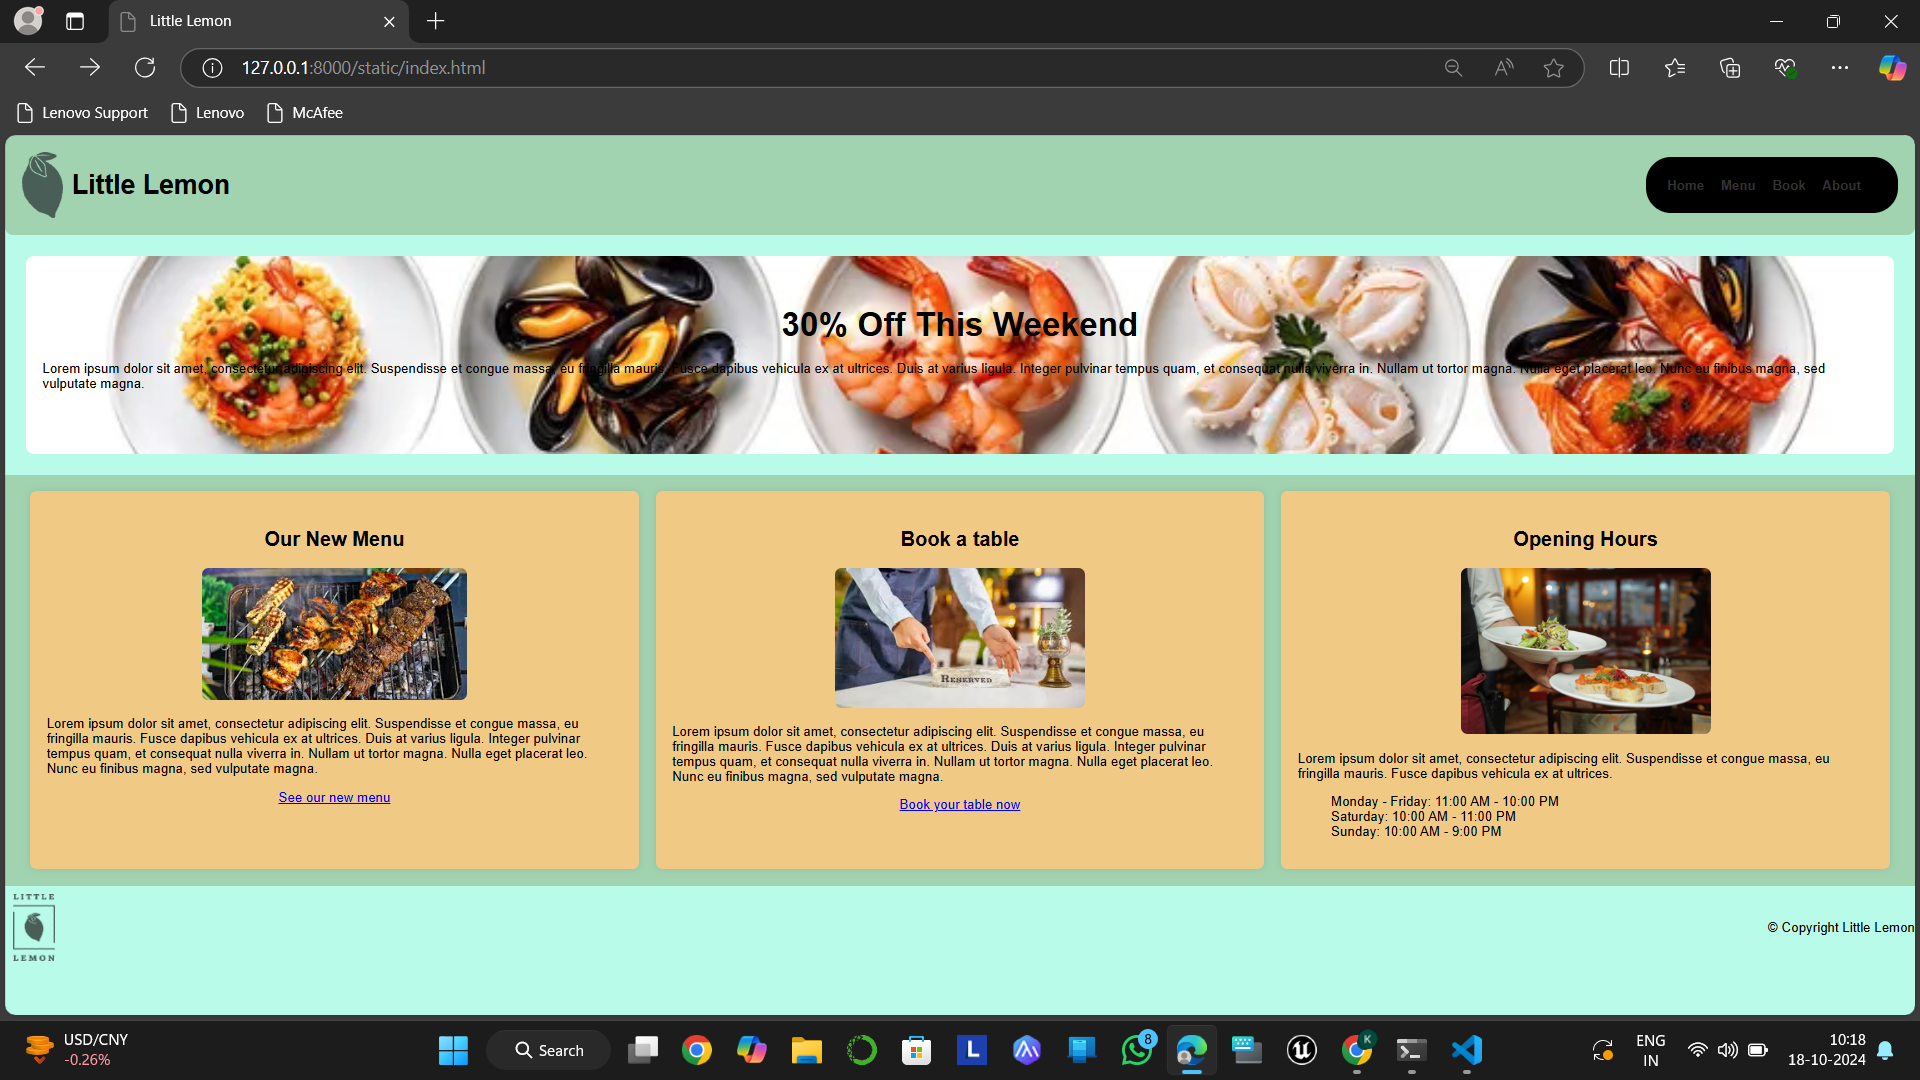 Little Lemon
127.0.0.1:8000/static/index.html
Lenovo Support
Lenovo
McAfee
Little Lemon
Home
Menu
Book
About
30% Off This Weekend
Lorem ipsum dolor sit amet, consectetur adipiscing elit. Suspendisse et congue massa, eu fringilla mauris. Fusce dapibus vehicula ex at ultrices. Duis at varius ligula. Integer pulvinar tempus quam, et consequat nulla viverra in. Nullam ut tortor magna. Nulla eget placerat leo. Nunc eu finibus magna, sed
vulputate magna.
Our New Menu
Lorem ipsum dolor sit amet, consectetur adipiscing elit. Suspendisse et congue massa, eu
fringilla mauris. Fusce dapibus vehicula ex at ultrices. Duis at varius ligula. Integer pulvinar
tempus quam, et consequat nulla viverra in. Nullam ut tortor magna. Nulla eget placerat leo.
Nunc eu finibus magna, sed vulputate magna.
See our new menu
Book a table
RESERVED
Lorem ipsum dolor sit amet, consectetur adipiscing elit. Suspendisse et congue massa, eu
fringilla mauris. Fusce dapibus vehicula ex at ultrices. Duis at varius ligula. Integer pulvinar
tempus quam, et consequat nulla viverra in. Nullam ut tortor magna. Nulla eget placerat leo.
Nunc eu finibus magna, sed vulputate magna.
Book your table now
Opening Hours
Lorem ipsum dolor sit amet, consectetur adipiscing elit. Suspendisse et congue massa, eu
fringilla mauris. Fusce dapibus vehicula ex at ultrices.
Monday - Friday: 11:00 AM - 10:00 PM
Saturday: 10:00 AM - 11:00 PM
Sunday: 10:00 AM - 9:00 PM
LITTLE
LEMON
© Copyright Little Lemon
USD/CNY
-0.26%
Search
L
8
K
ENG
IN
10:18
18-10-2024